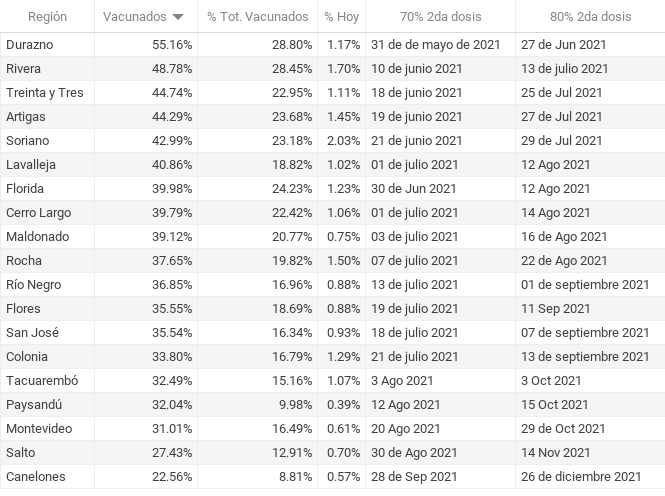 Región Vacunados % Tot. Vacunados % Hoy 70% 2da dosis 80% 2da dosis
Durazno 55.16% 28.80% 1.17% 31 de de mayo de 2021 27 de Jun 2021
Rivera 48.78% 28.45% 1.70% 10 de junio 2021 13 de julio 2021
Treinta y Tres 44.74% 22.95% 1.11% 18 de junio 2021 25 de Jul 2021
Artigas 44.29% 23.68% 1.45% 19 de junio 2021 27 de Jul 2021
Soriano 42.99% 23.18% 2.03% 21 de junio 2021 29 de Jul 2021
Lavalleja 40.86% 18.82% 1.02% 01 de julio 2021 12 Ago 2021
Florida 39.98% 24.23% 1.23% 30 de Jun 2021 12 Ago 2021
Cerro Largo 39.79% 22.42% 1.06% 01 de julio 2021 14 Ago 2021
Maldonado 39.12% 20.77% 0.75% 03 de julio 2021 16 de Ago 2021
Rocha 37.65% 19.82% 1.50% 07 de julio 2021 22 de Ago 2021
Río Negro 36.85% 16.96% 0.88% 13 de julio 2021 01 de septiembre 2021
Flores 35.55% 18.69% 0.88% 19 de julio 2021 11 Sep 2021
San José 35.54% 16.34% 0.93% 18 de julio 2021 07 de septiembre 2021
Colonia 33.80% 16.79% 1.29% 21 de julio 2021 13 de septiembre 2021
Tacuarembó 32.49% 15.16% 1.07% 3 Ago 2021 3 Oct 2021
Paysandú 32.04% 9.98% 0.39% 12 Ago 2021 15 Oct 2021
Montevideo 31.01% 16.49% 0.61% 20 Ago 2021 29 de Oct 2021
Salto 27.43% 12.91% 0.70% 30 de Ago 2021 14 Nov 2021
Canelones 22.56% 8.81% 0.57% 28 de Sep 2021 26 de diciembre 2021